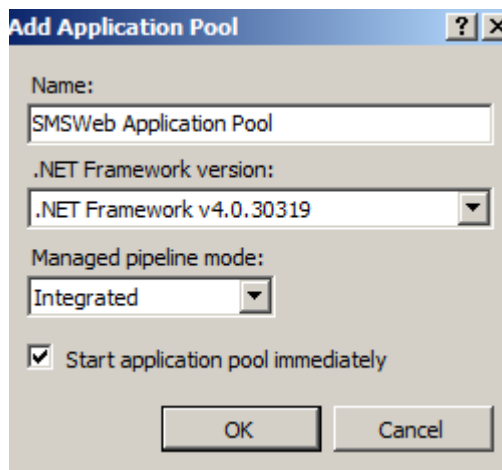 Add Application Pool
Name:
SMSWeb Application Pool
.NET Framework version:
.NET Framework v4.0.30319
Managed pipeline mode:
Integrated
Start application pool immediately
OK Cancel